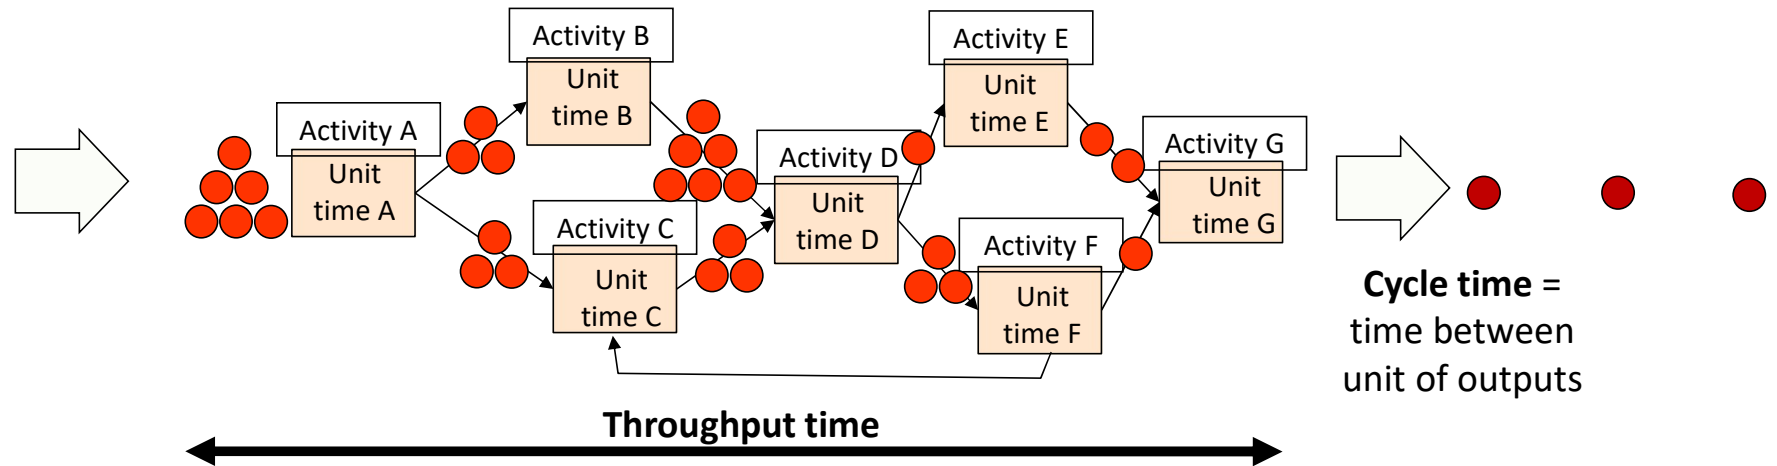 Activity A
Unit
time A
Activity B
Unit
time B
Activity C
Unit
time C
Activity D
Unit
time D
Activity E
Unit
time E
Activity F
Unit
time F
Activity G
Unit
time G
Cycle time =
time between
unit of outputs
Throughput time